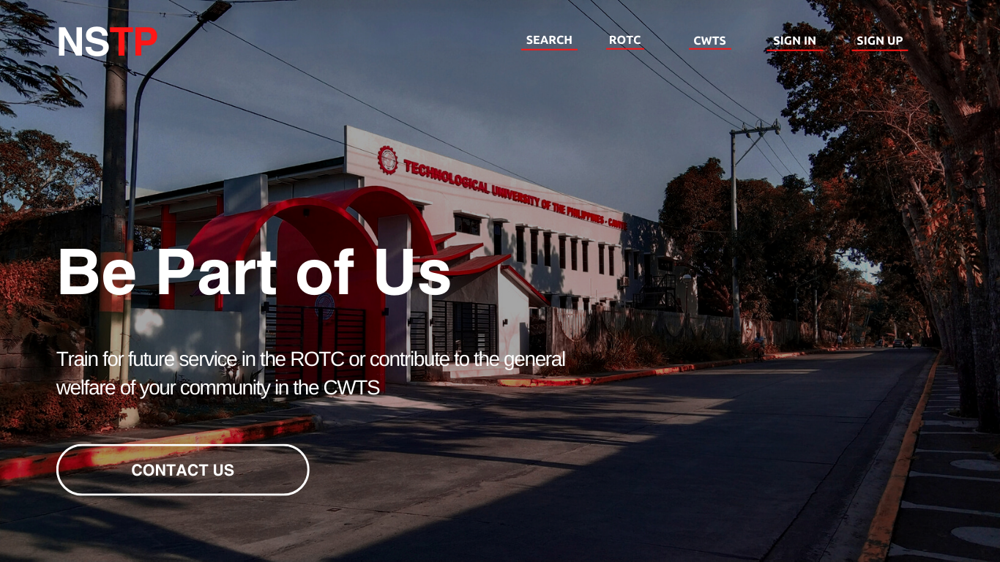 NSTP
SEARCH ROTC CWTS SIGN IN SIGN UP
TECHNOLOGICAL UNIVERSITY OF THE PHILIPPINES - CAVITE
Be Part of Us
Train for future service in the ROTC or contribute to the general
welfare of your community in the CWTS
CONTACT US